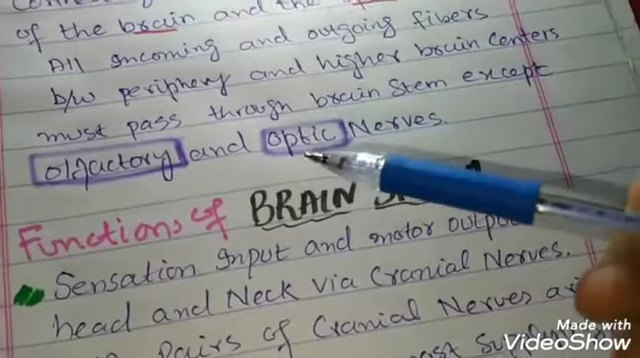 of the brain and the
All incoming and outgoing fibers
b/w periphery and higher brain centers
must pass through brain stem except
olfactory and optic Nerves.
Functions of BRAIN
Sensation Input and motor
head and Neck via Cranial Nerves.
pairs of Cranial Nerves
Made with
VideoShow